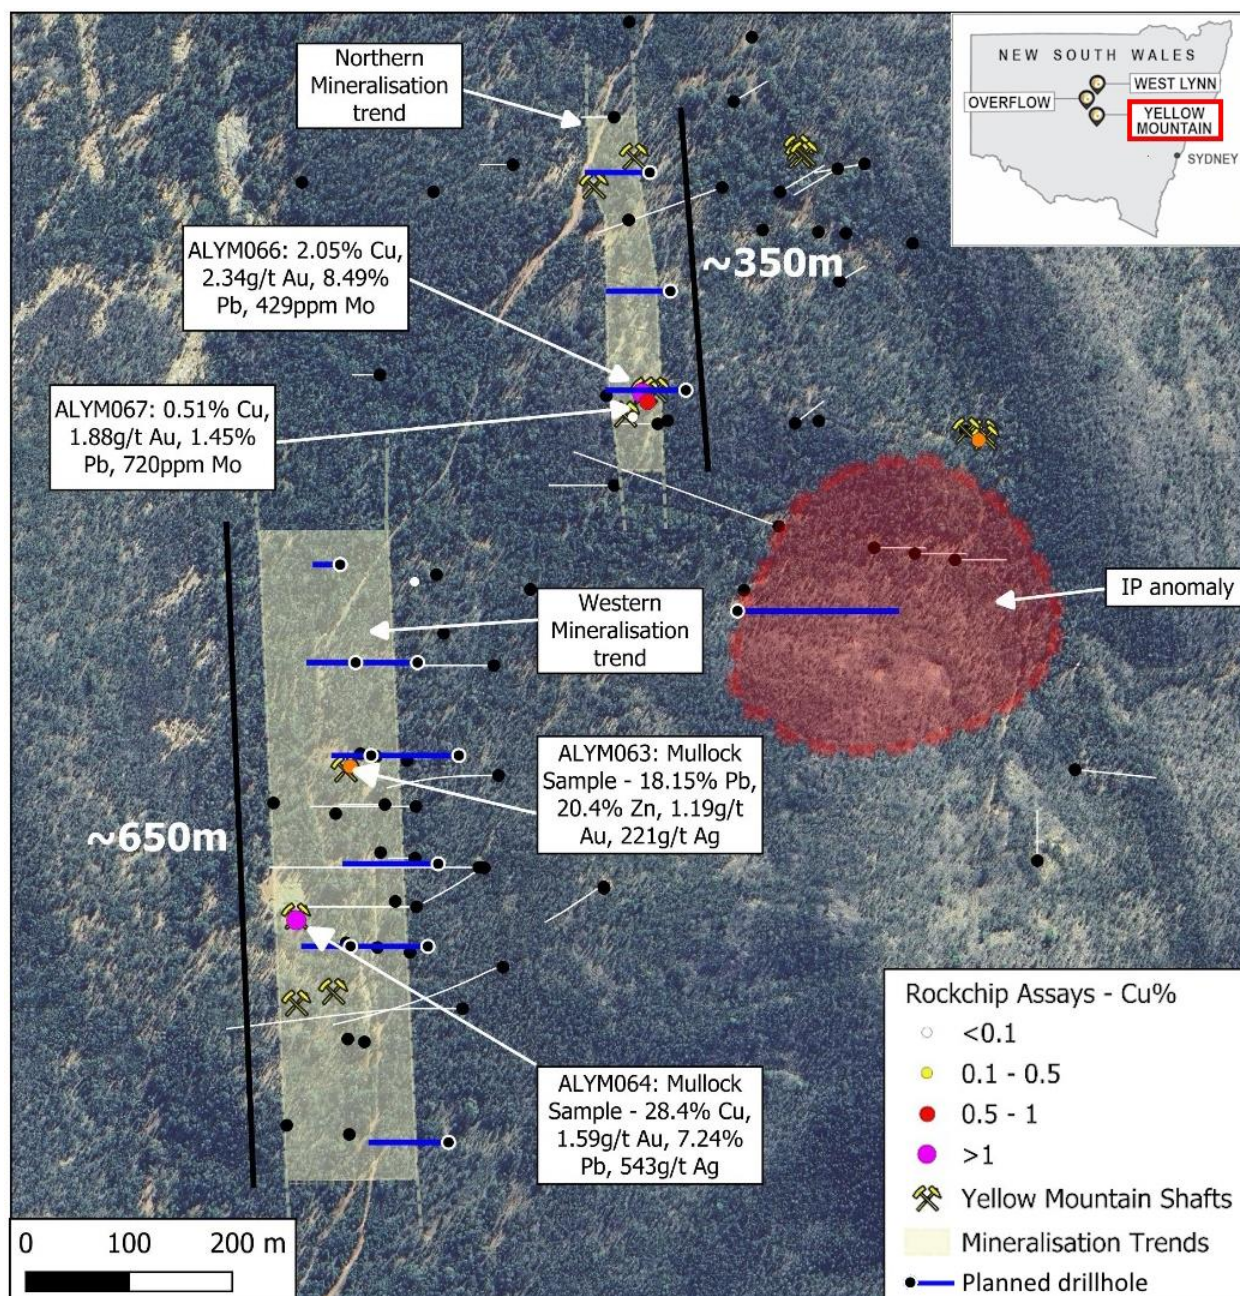 Northern
Mineralisation
trend
NEW SOUTH WALES
WEST LYNN
OVERFLOW
YELLOW
MOUNTAIN
SYDNEY
ALYM066: 2.05% Cu,
2.34g/t Au, 8.49%
Pb, 429ppm Mo
~350m
ALYM067: 0.51% Cu,
1.88g/t Au, 1.45%
Pb, 720ppm Mo
IP anomaly
Western
Mineralisation
trend
~650m
ALYM063: Mullock
Sample - 18.15% Pb,
20.4% Zn, 1.19g/t
Au, 221g/t Ag
ALYM064: Mullock
Sample - 28.4% Cu,
1.59g/t Au, 7.24%
Pb, 543g/t Ag
Rockchip Assays - Cu%
<0.1
0.1 - 0.5
0.5 - 1
>1
Yellow Mountain Shafts
Mineralisation Trends
Planned drillhole
0 100 200 m